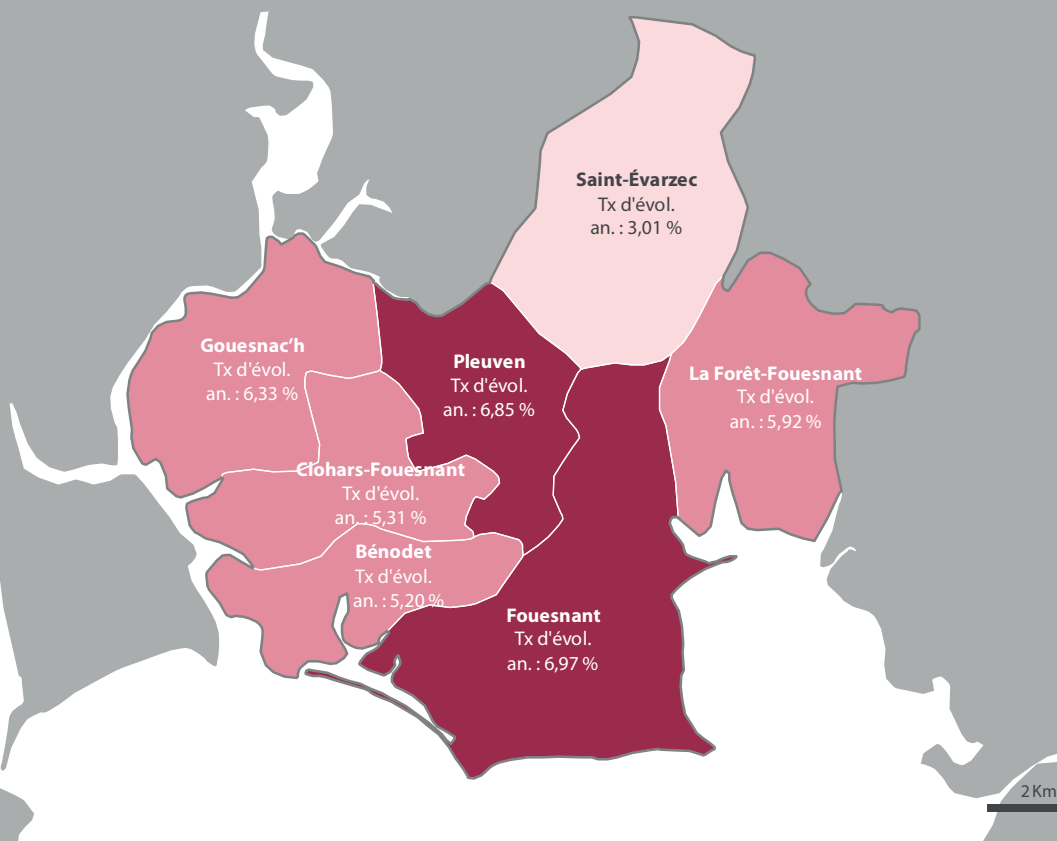 Saint-Évarzec
Tx d'évol.
an. : 3,01 %
Gouesnac'h
Tx d'évol.
an. : 6,33 %
Pleuven
Tx d'évol.
an. : 6,85 %
La Forêt-Fouesnant
Tx d'évol.
an. : 5,92 %
Clohars-Fouesnant
Tx d'évol.
an. : 5,31 %
Bénodet
Tx d'évol.
an. : 5,20 %
Fouesnant
Tx d'évol.
an. : 6,97 %
2 Km